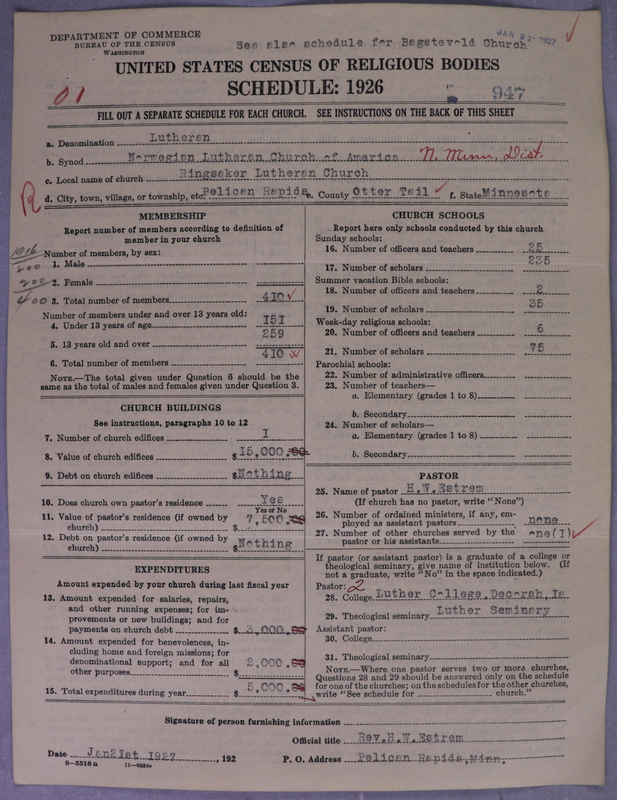 DEPARTMENT OF COMMERCE
BUREAU OF THE CENSUS
WASHINGTON
JAN 27 1927
See also schedule for Bagstevold Church
UNITED STATES CENSUS OF RELIGIOUS BODIES
SCHEDULE: 1926
01
947
FILL OUT A SEPARATE SCHEDULE FOR EACH CHURCH. SEE INSTRUCTIONS ON THE BACK OF THIS SHEET
a. Denomination Lutheran
b. Synod Norwegian Lutheran Church of America N. Minn. Dist.
c. Local name of church Ringsaker Lutheran Church
R
d. City, town, village, or township, etc. Pelican Rapids e. County Otter Tail f. State Minnesota
MEMBERSHIP
Report number of members according to definition of
member in your church
1916
Number of members, by sex:
200
1. Male
200
2. Female
400
3. Total number of members 410
Number of members under and over 13 years old:
4. Under 13 years of age 151
5. 13 years old and over 259
6. Total number of members 410
NOTE.—The total given under Question 6 should be the
same as the total of males and females given under Question 3.
CHURCH BUILDINGS
See instructions, paragraphs 10 to 12
7. Number of church edifices I
8. Value of church edifices $15,000.00
9. Debt on church edifices $Nothing
10. Does church own pastor's residence Yes
Yes or No
11. Value of pastor's residence (if owned by
church) $ 7,500.00
12. Debt on pastor's residence (if owned by
church) $Nothing
EXPENDITURES
Amount expended by your church during last fiscal year
13. Amount expended for salaries, repairs,
and other running expenses; for im-
provements or new buildings; and for
payments on church debt $ 3,000.00
14. Amount expended for benevolences, in-
cluding home and foreign missions; for
denominational support; and for all
other purposes $ 2,000.00
15. Total expenditures during year $ 5,000.00
CHURCH SCHOOLS
Report here only schools conducted by this church
Sunday schools:
16. Number of officers and teachers 25
17. Number of scholars 235
Summer vacation Bible schools:
18. Number of officers and teachers 2
19. Number of scholars 35
Week-day religious schools:
20. Number of officers and teachers 6
21. Number of scholars 75
Parochial schools:
22. Number of administrative officers
23. Number of teachers—
a. Elementary (grades 1 to 8)
b. Secondary
24. Number of scholars—
a. Elementary (grades 1 to 8)
b. Secondary
PASTOR
25. Name of pastor H.W.Estrem
(If church has no pastor, write "None")
26. Number of ordained ministers, if any, em-
ployed as assistant pastors none
27. Number of other churches served by the
pastor or his assistants one(I)
If pastor (or assistant pastor) is a graduate of a college or
theological seminary, give name of institution below. (If
not a graduate, write "No" in the space indicated.)
Pastor: 2
28. College Luther College, Decorah, Ia
29. Theological seminary Luther Seminary
Assistant pastor:
30. College
31. Theological seminary
NOTE.—Where one pastor serves two or more churches,
Questions 28 and 29 should be answered only on the schedule
for one of the churches; on the schedules for the other churches,
write "See schedule for church."
Signature of person furnishing information
Official title Rev.H.W.Estrem
Date Jan21st 1927, 192 P. O. Address Pelican Rapids, Minn.
8—5518a